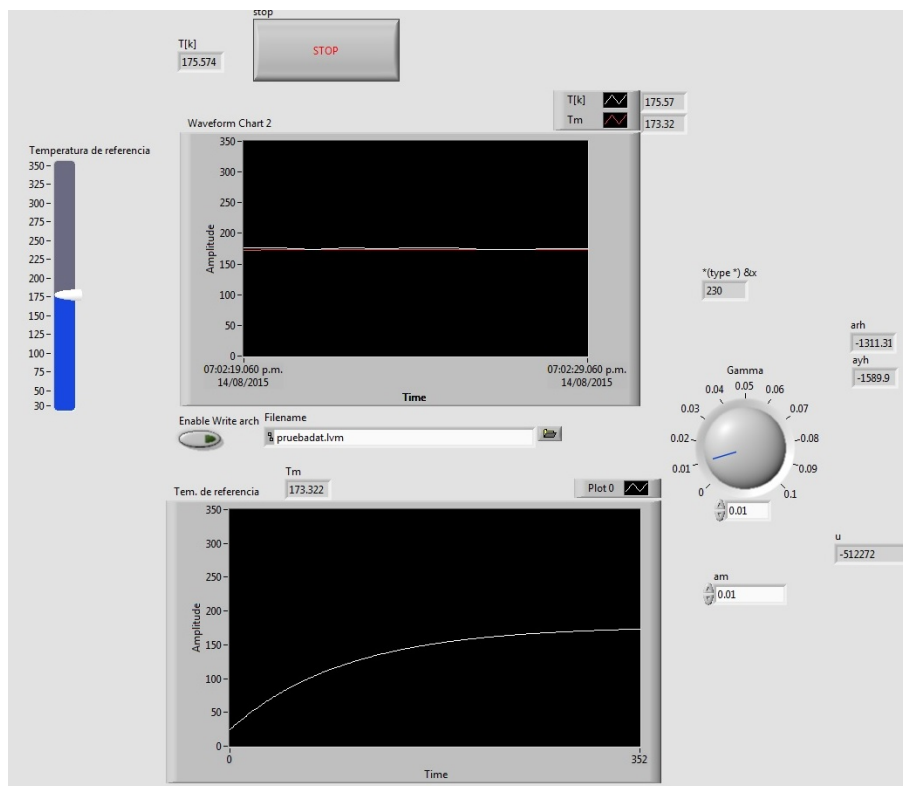 stop
T[k]
175.574
STOP
T[k] 175.57
Tm 173.32
Waveform Chart 2
Temperatura de referencia
350
325
300
275
250
225
200
175
150
125
100
75
50
30
Amplitude
350
300
250
200
150
100
50
0
07:02:19.060 p.m.
14/08/2015
07:02:29.060 p.m.
14/08/2015
Time
*(type *) &x
230
arh
-1311.31
ayh
-1589.9
Gamma
0
0.01
0.02
0.03
0.04
0.05
0.06
0.07
0.08
0.09
0.1
0.01
Enable Write arch
Filename
pruebadat.lvm
Tm
173.322
Tem. de referencia
Plot 0
Amplitude
350
300
250
200
150
100
50
0
0
352
Time
u
-512272
am
0.01